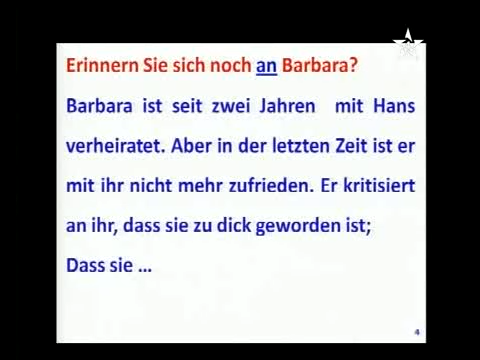 Erinnern Sie sich noch an Barbara?
Barbara ist seit zwei Jahren mit Hans
verheiratet. Aber in der letzten Zeit ist er
mit ihr nicht mehr zufrieden. Er kritisiert
an ihr, dass sie zu dick geworden ist;
Dass sie ...
4